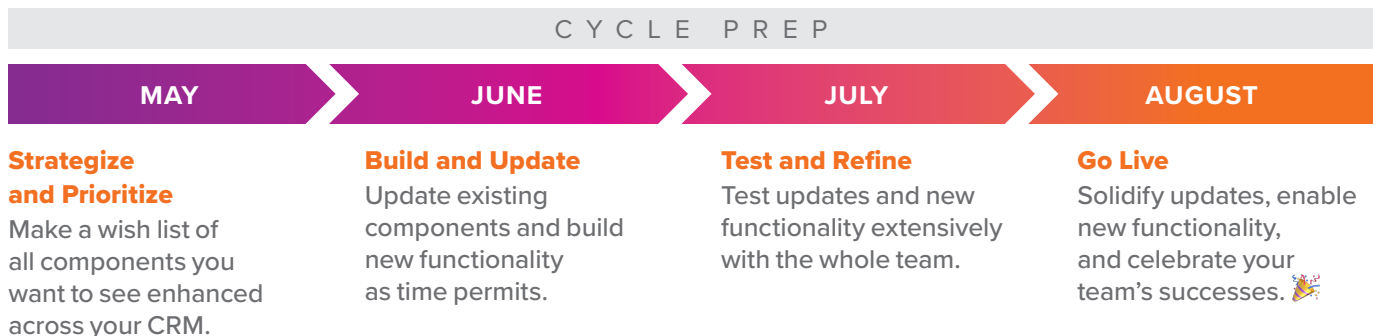 CYCLE PREP
MAY
JUNE
JULY
AUGUST
Strategize
and Prioritize
Make a wish list of
all components you
want to see enhanced
across your CRM.
Build and Update
Update existing
components and build
new functionality
as time permits.
Test and Refine
Test updates and new
functionality extensively
with the whole team.
Go Live
Solidify updates, enable
new functionality,
and celebrate your
team’s successes. 🎉